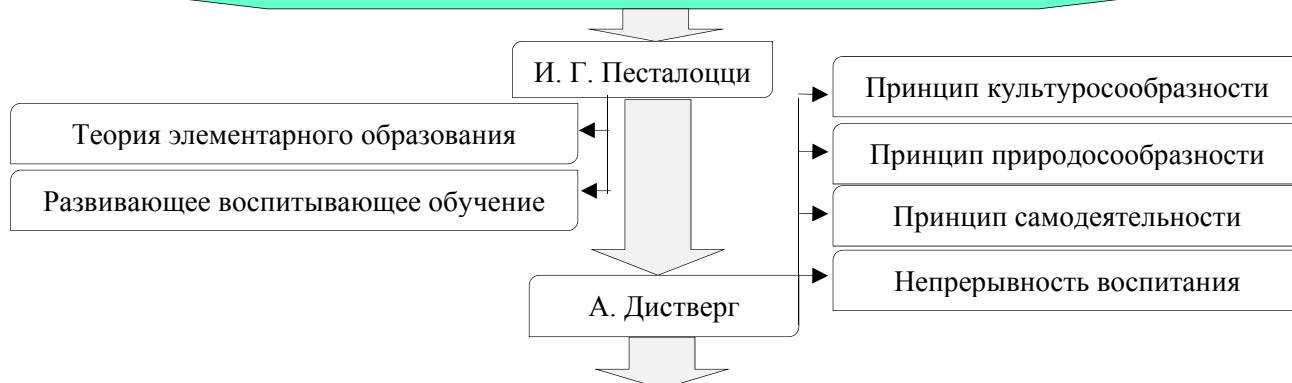 И. Г. Песталоцци
Теория элементарного образования
Развивающее воспитывающее обучение
Принцип культуросообразности
Принцип природосообразности
Принцип самодеятельности
Непрерывность воспитания
А. Дистверг